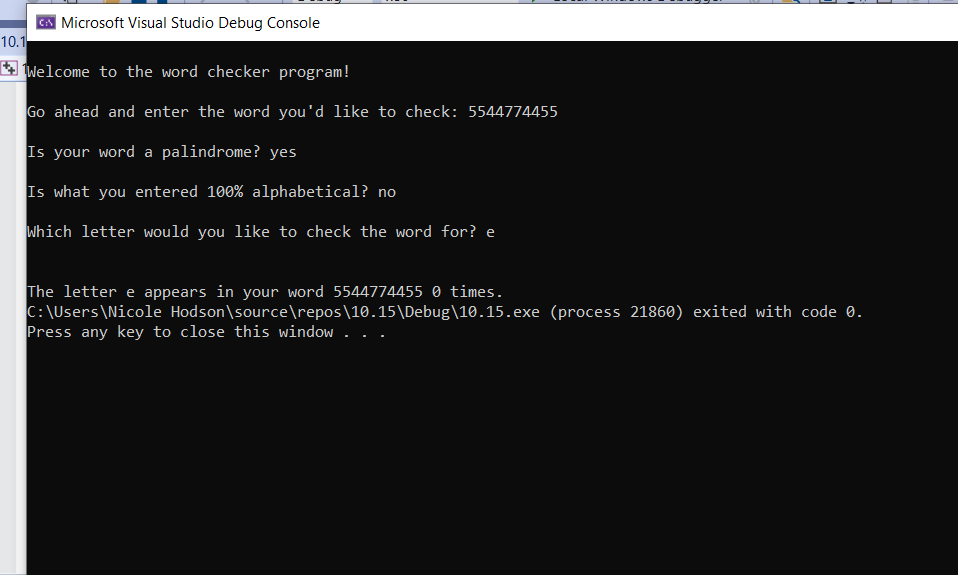 Microsoft Visual Studio Debug Console
10.1
Welcome to the word checker program!
Go ahead and enter the word you'd like to check: 5544774455
Is your word a palindrome? yes
Is what you entered 100% alphabetical? no
Which letter would you like to check the word for? e
The letter e appears in your word 5544774455 0 times.
C:\Users\Nicole Hodson\source\repos\10.15\Debug\10.15.exe (process 21860) exited with code 0.
Press any key to close this window . . .